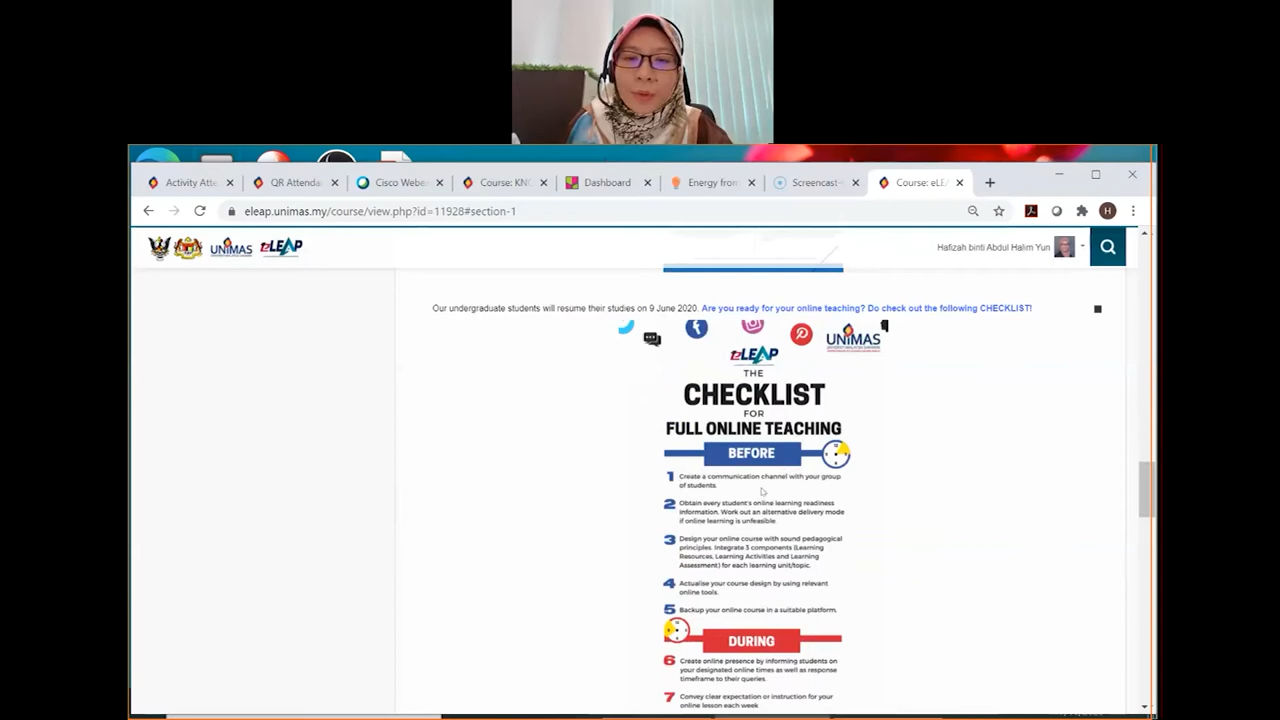 Activity Atte
QR Attendan
Cisco Webe
Course: KNC
Dashboard
Energy from
Screencast-
Course: eLE
eleap.unimas.my/course/view.php?id=11928#section-1
H
UNIMAS
eLEAP
Hafizah binti Abdul Halim Yun
Our undergraduate students will resume their studies on 9 June 2020. Are you ready for your online teaching? Do check out the following CHECKLIST!
UNIMAS
eLEAP
THE
CHECKLIST
FOR
FULL ONLINE TEACHING
BEFORE
1 Create a communication channel with your group
of students.
2 Obtain every student's online learning readiness
information. Work out an alternative delivery mode
if online learning is unfeasible
3 Design your online course with sound pedagogical
principles. Integrate 3 components (Learning
Resources, Learning Activities and Learning
Assessment) for each learning unit/topic.
4 Actualise your course design by using relevant
online tools.
5 Backup your online course in a suitable platform.
DURING
6 Create online presence by informing students on
your designated online times as well as response
timeframe to their queries.
7 Convey clear expectation or instruction for your
online lesson each week